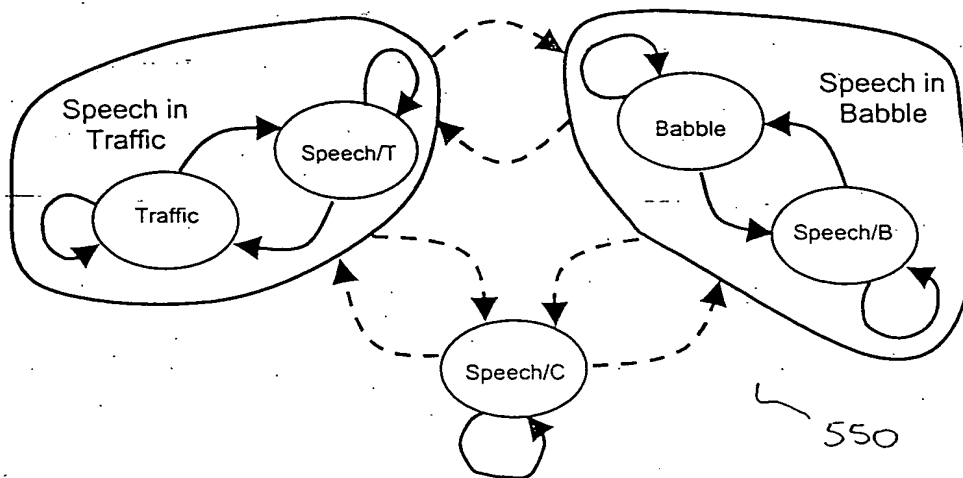 Speech in
Traffic
Speech/T
Traffic
Babble
Speech in
Babble
Speech/B
Speech/C
550